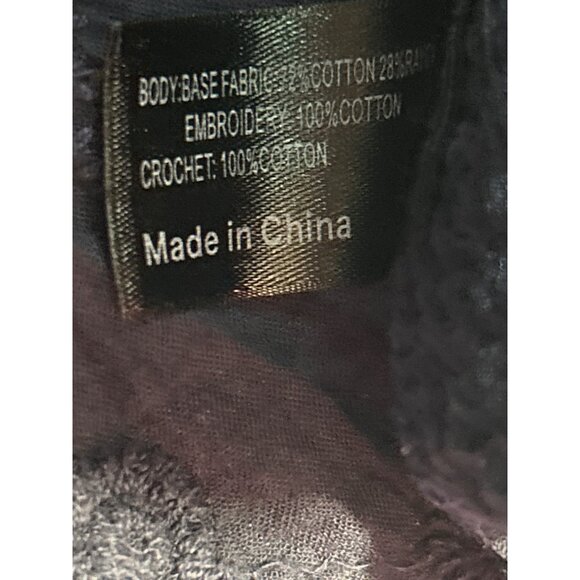 BODY:BASE FABRIC: COTTON 28%
EMBROIDERY: 100%COTTON
CROCHET: 100%COTTON
Made in China